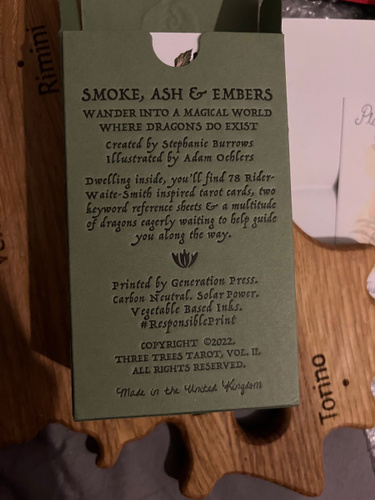 SMOKE, ASH & EMBERS
WANDER INTO A MAGICAL WORLD
WHERE DRAGONS DO EXIST
Created by Stephanie Burrows
Illustrated by Adam Oehlers
Dwelling inside, you'll find 78 Rider-
Waite-Smith inspired tarot cards, two
keyword reference sheets & a multitude
of dragons eagerly waiting to help guide
you along the way.
Printed by Generation Press.
Carbon Neutral. Solar Power.
Vegetable Based Inks.
#ResponsiblePrint
COPYRIGHT ©2022.
THREE TREES TAROT, VOL. II.
ALL RIGHTS RESERVED.
Made in the United Kingdom
Rimini
Torino